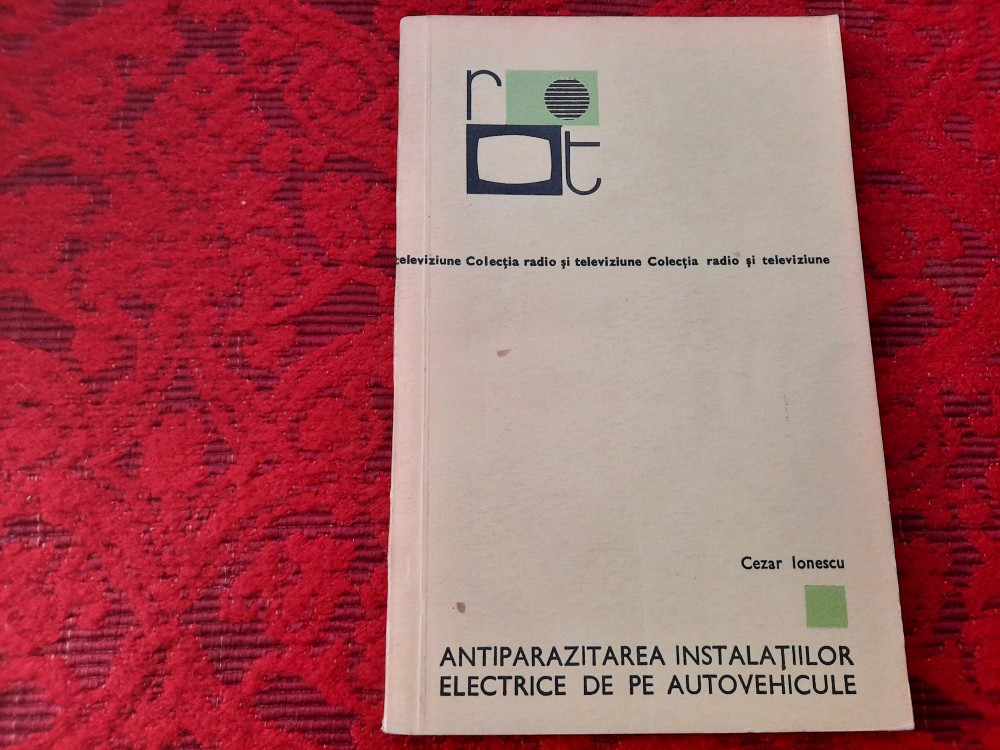 r
t
televiziune Colecția radio și televiziune Colecția radio și televiziune
Cezar Ionescu
ANTIPARAZITAREA INSTALAȚIILOR
ELECTRICE DE PE AUTOVEHICULE